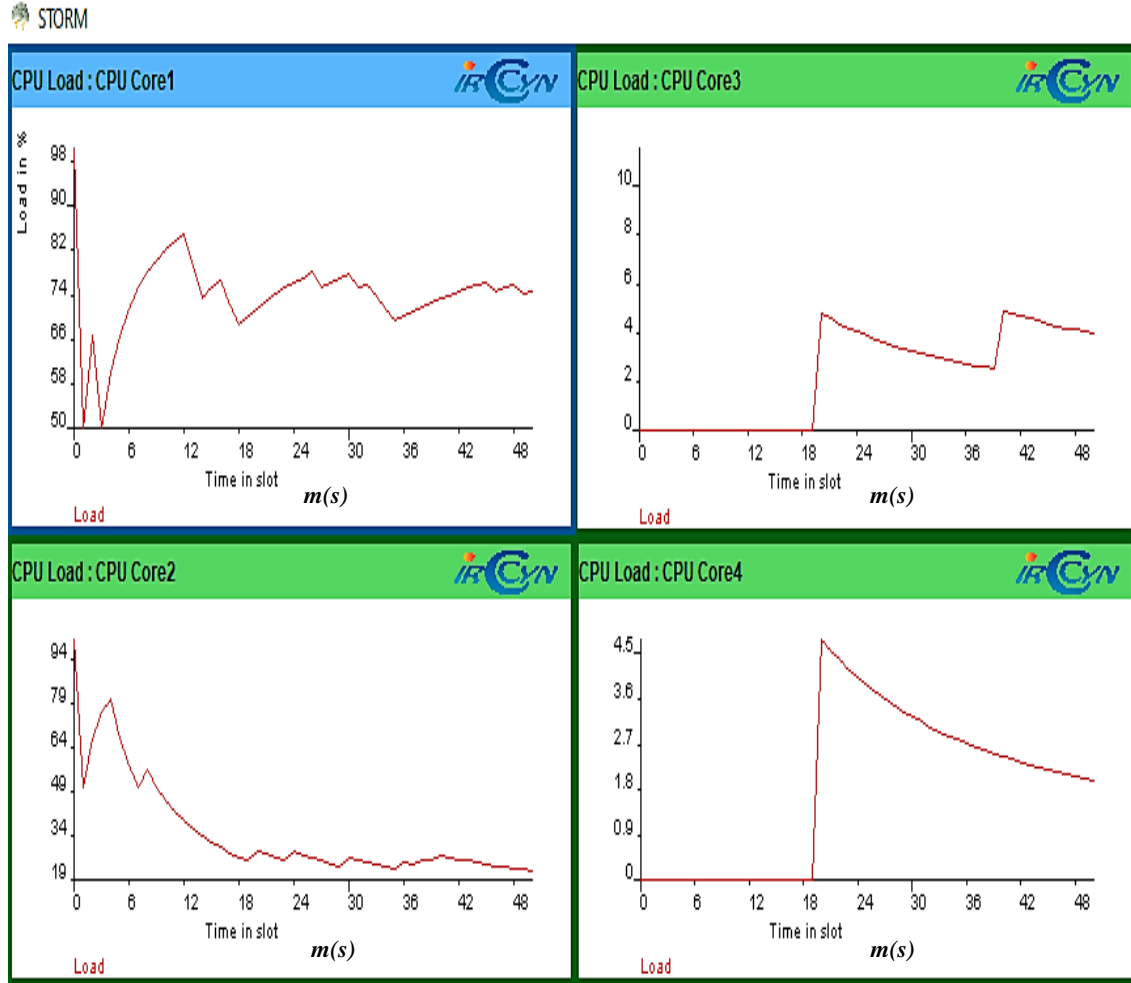 STORM
CPU Load : CPU Core1
IRCCyN
Load in %
98
90
82
74
66
58
50
0 6 12 18 24 30 36 42 48
Time in slot
m(s)
Load
CPU Load : CPU Core3
IRCCyN
10
8
6
4
2
0
0 6 12 18 24 30 36 42 48
Time in slot
m(s)
Load
CPU Load : CPU Core2
IRCCyN
94
79
64
49
34
19
0 6 12 18 24 30 36 42 48
Time in slot
m(s)
Load
CPU Load : CPU Core4
IRCCyN
4.5
3.6
2.7
1.8
0.9
0
0 6 12 18 24 30 36 42 48
Time in slot
m(s)
Load